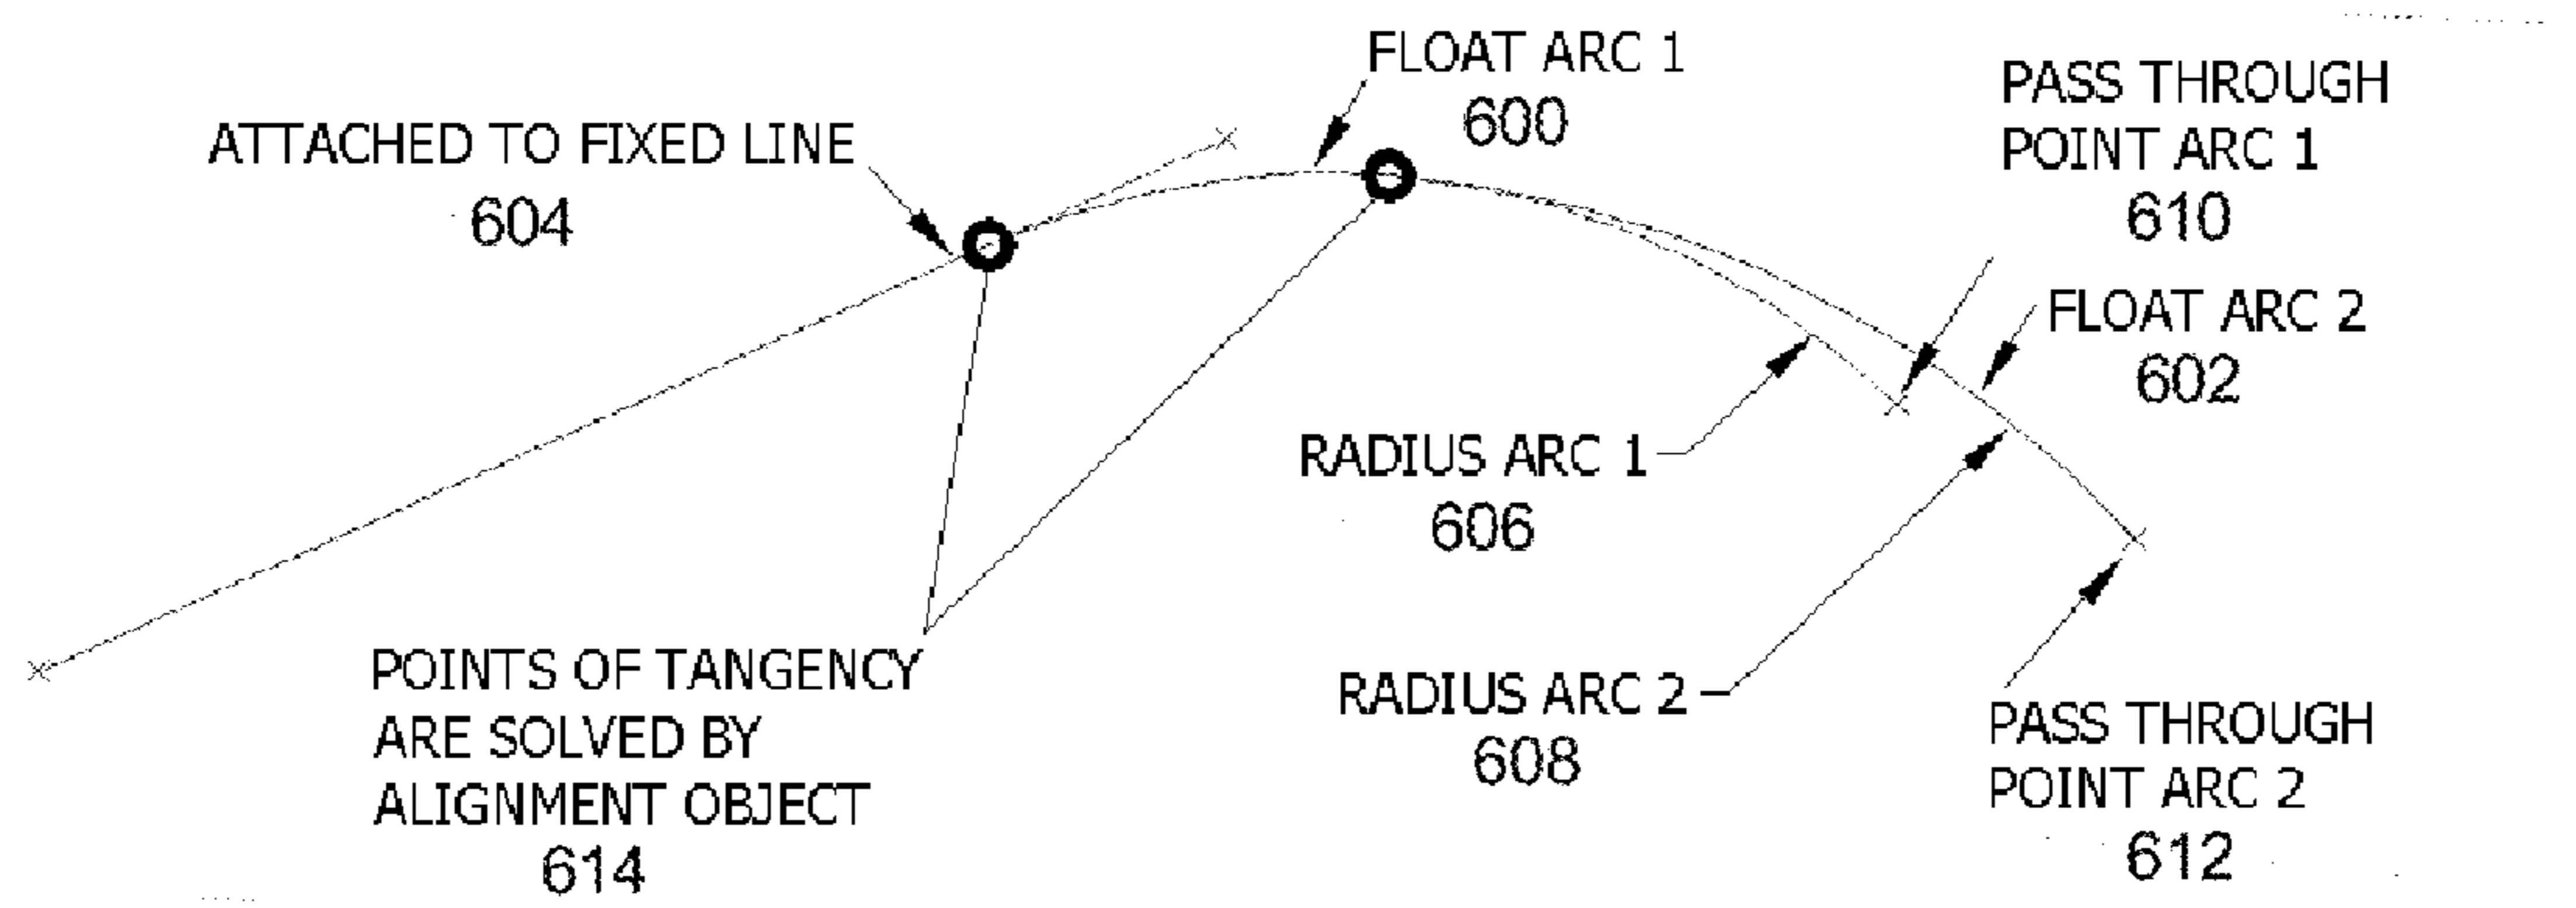 FLOAT ARC 1
600
PASS THROUGH
POINT ARC 1
610
ATTACHED TO FIXED LINE
604
FLOAT ARC 2
602
RADIUS ARC 1
606
POINTS OF TANGENCY
ARE SOLVED BY
ALIGNMENT OBJECT
614
RADIUS ARC 2
608
PASS THROUGH
POINT ARC 2
612